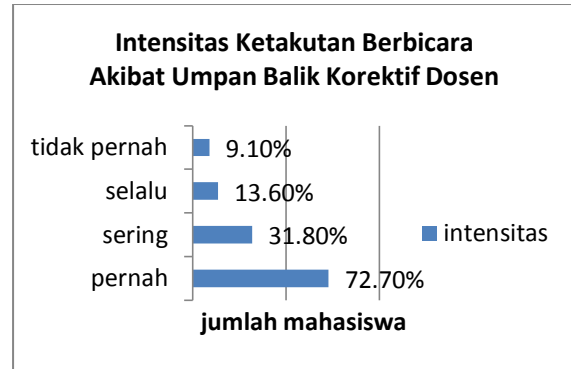 Intensitas Ketakutan Berbicara
Akibat Umpan Balik Korektif Dosen
tidak pernah 9.10%
selalu 13.60%
sering 31.80%
pernah 72.70%
intensitas
jumlah mahasiswa